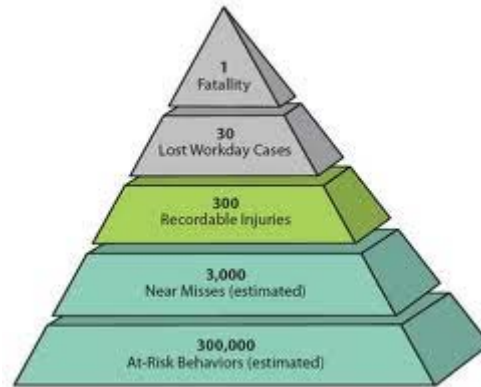 1
Fatallity
30
Lost Workday Cases
300
Recordable Injuries
3,000
Near Misses (estimated)
300,000
At-Risk Behaviors (estimated)